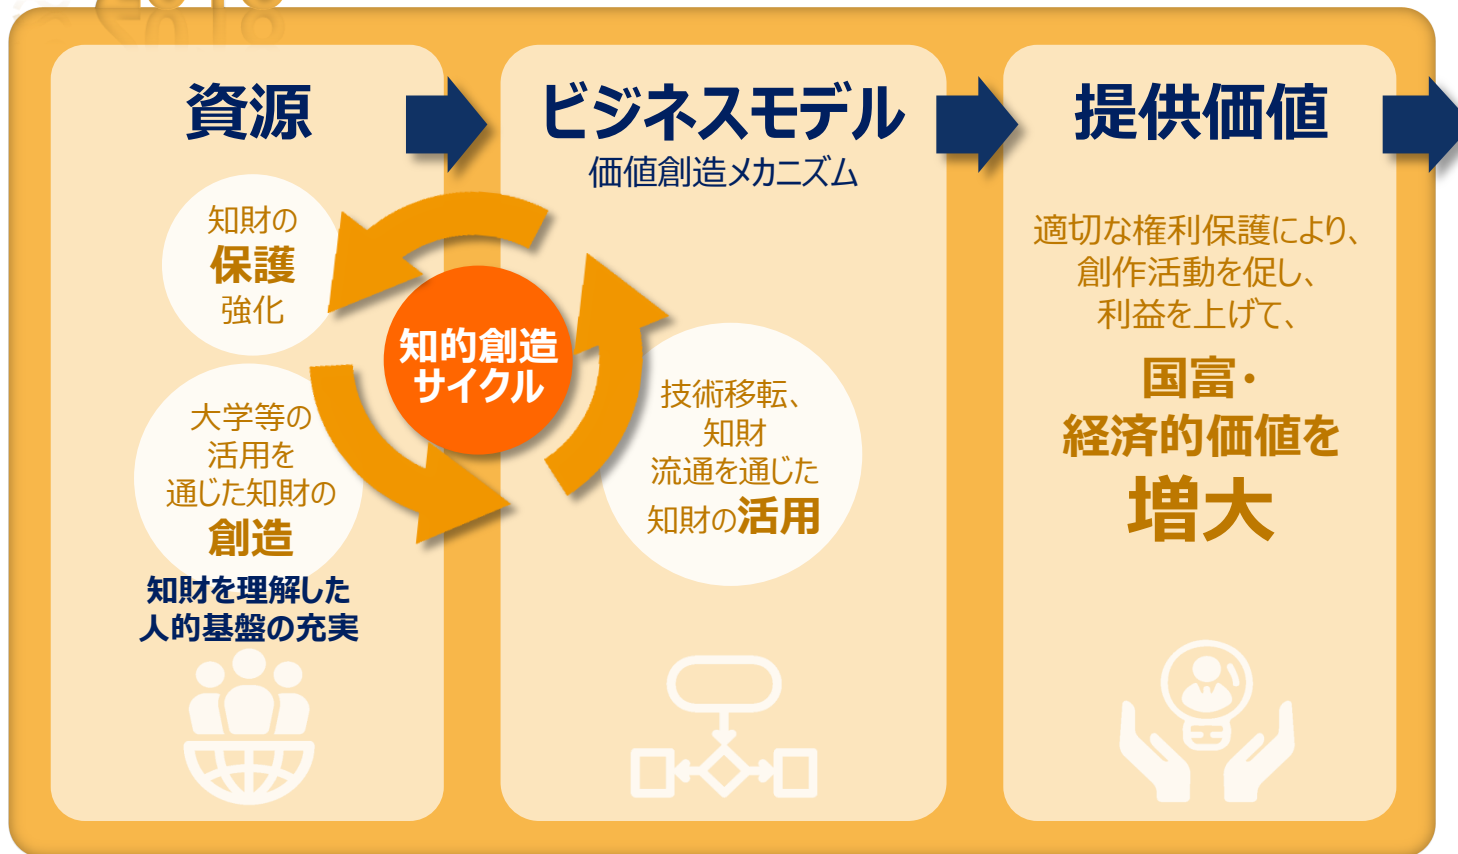 2018
資源
知財の
保護
強化
大学等の
活用を
通じた知財の
創造
知財を理解した
人的基盤の充実
知的創造
サイクル
ビジネスモデル
価値創造メカニズム
技術移転、
知財
流通を通じた
知財の活用
提供価値
適切な権利保護により、
創作活動を促し、
利益を上げて、
国富・
経済的価値を
増大